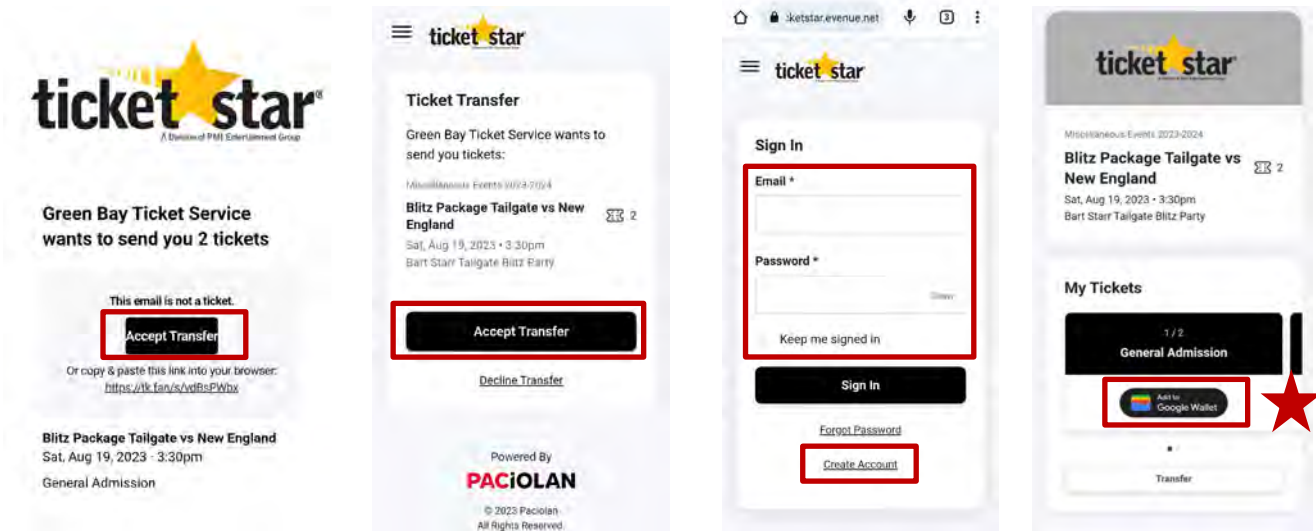 ticket star®
A Division of PMI Entertainment Group
Green Bay Ticket Service
wants to send you 2 tickets
This email is not a ticket.
Accept Transfer
Or copy & paste this link into your browser:
https://tk.fan/s/vdBsPWbx
Blitz Package Tailgate vs New England
Sat, Aug 19, 2023 · 3:30pm
General Admission
ticket star
Ticket Transfer
Green Bay Ticket Service wants to
send you tickets:
Miscellaneous Events 2023-2024
Blitz Package Tailgate vs New
England
2
Sat, Aug 19, 2023 • 3:30pm
Bart Starr Tailgate Blitz Party
Accept Transfer
Decline Transfer
Powered By
PACiOLAN
© 2023 Paciolan
All Rights Reserved
:ketstar.evenue.net
3
ticket star
Sign In
Email *
Password *
Show
Keep me signed in
Sign In
Forgot Password
Create Account
ticket star
Miscellaneous Events 2023-2024
Blitz Package Tailgate vs
New England
2
Sat, Aug 19, 2023 • 3:30pm
Bart Starr Tailgate Blitz Party
My Tickets
1 / 2
General Admission
Add to
Google Wallet
Transfer